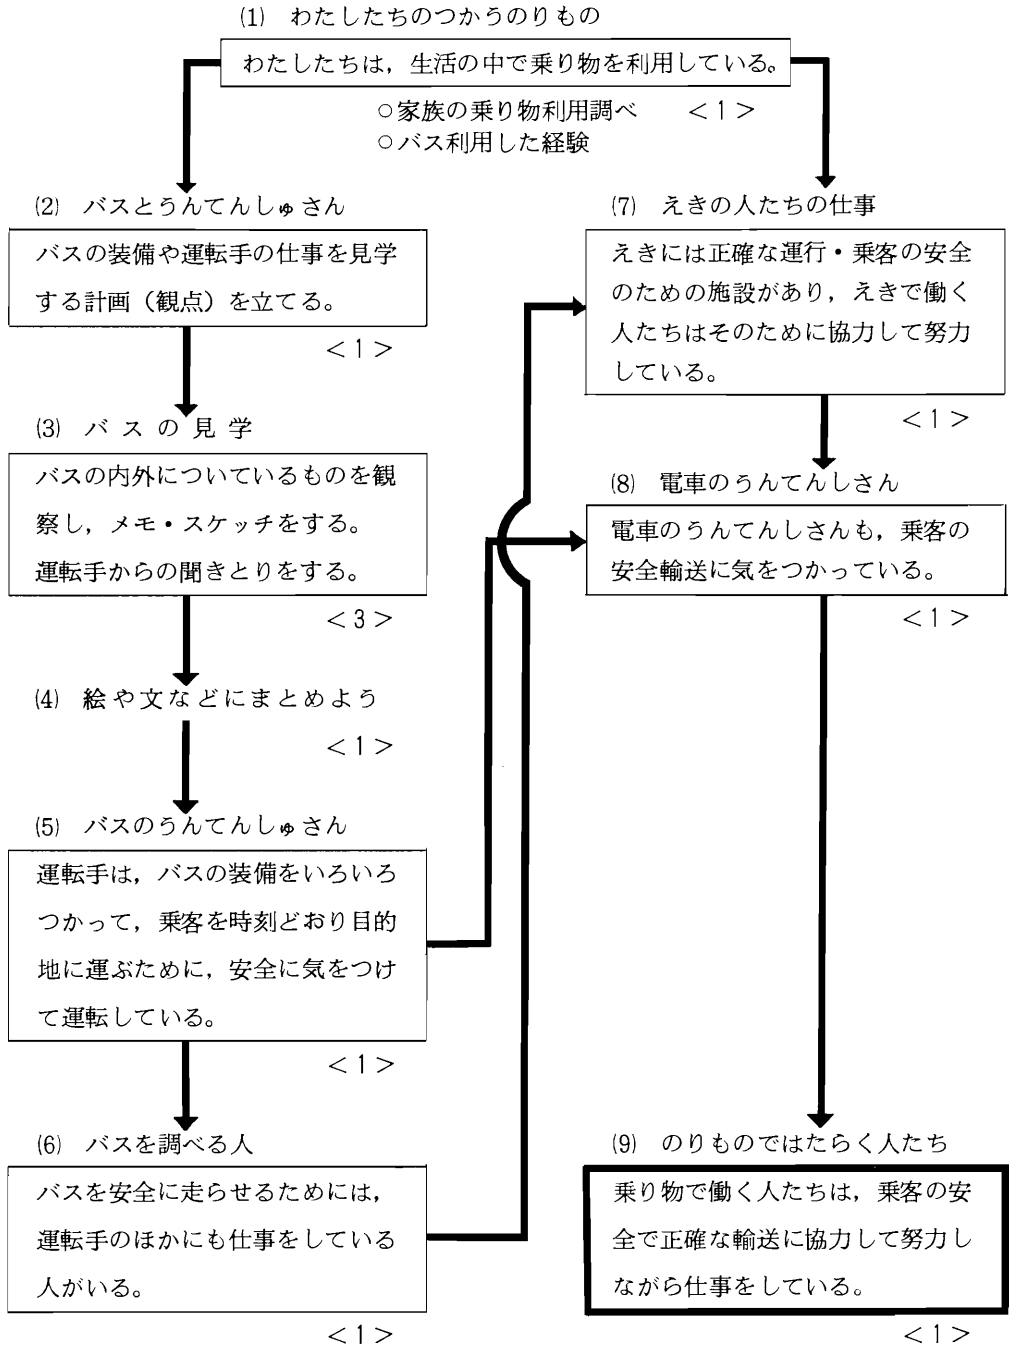 (1) わたしたちのつかうのりもの
わたしたちは，生活の中で乗り物を利用している。
○家族の乗り物利用調べ <1>
○バス利用した経験
(2) バスとうんてんしゅさん
バスの装備や運転手の仕事を見学
する計画（観点）を立てる。
<1>
(3) バスの見学
バスの内外についているものを観
察し，メモ・スケッチをする。
運転手からの聞きとりをする。
<3>
(4) 絵や文などにまとめよう
<1>
(5) バスのうんてんしゅさん
運転手は，バスの装備をいろいろ
つかって，乗客を時刻どおり目的
地に運ぶために，安全に気をつけ
て運転している。
<1>
(6) バスを調べる人
バスを安全に走らせるためには，
運転手のほかにも仕事をしている
人がいる。
<1>
(7) えきの人たちの仕事
えきには正確な運行・乗客の安全
のための施設があり，えきで働く
人たちはそのために協力して努力
している。
<1>
(8) 電車のうんてんしさん
電車のうんてんしさんも，乗客の
安全輸送に気をつかっている。
<1>
(9) のりものではたらく人たち
乗り物で働く人たちは，乗客の安
全で正確な輸送に協力して努力し
ながら仕事をしている。
<1>